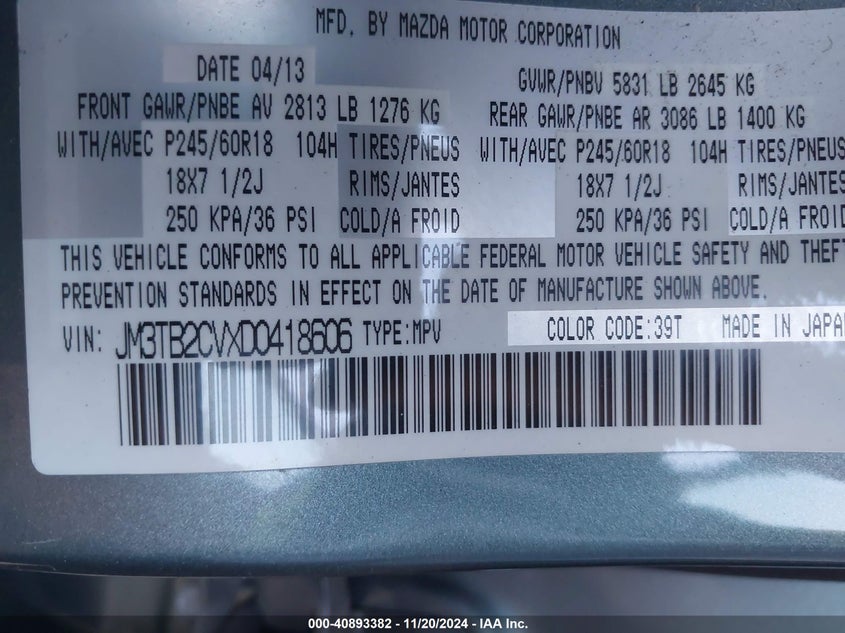 MFD. BY MAZDA MOTOR CORPORATION
DATE 04/13
GVWR/PNBV 5831 LB 2645 KG
FRONT GAWR/PNBE AV 2813 LB 1276 KG
REAR GAWR/PNBE AR 3086 LB 1400 KG
WITH/AVEC P245/60R18 104H TIRES/PNEUS
WITH/AVEC P245/60R18 104H TIRES/PNEUS
18X7 1/2J RIMS/JANTES
18X7 1/2J RIMS/JANTES
250 KPA/36 PSI COLD/A FROID
250 KPA/36 PSI COLD/A FROID
THIS VEHICLE CONFORMS TO ALL APPLICABLE FEDERAL MOTOR VEHICLE SAFETY AND THEFT
PREVENTION STANDARDS IN EFFECT ON THE DATE OF MANUFACTURE SHOWN ABOVE.
VIN: JM3TB2CVXD0418606 TYPE:MPV COLOR CODE:39T MADE IN JAPAN
000-40893382 - 11/20/2024 - IAA Inc.